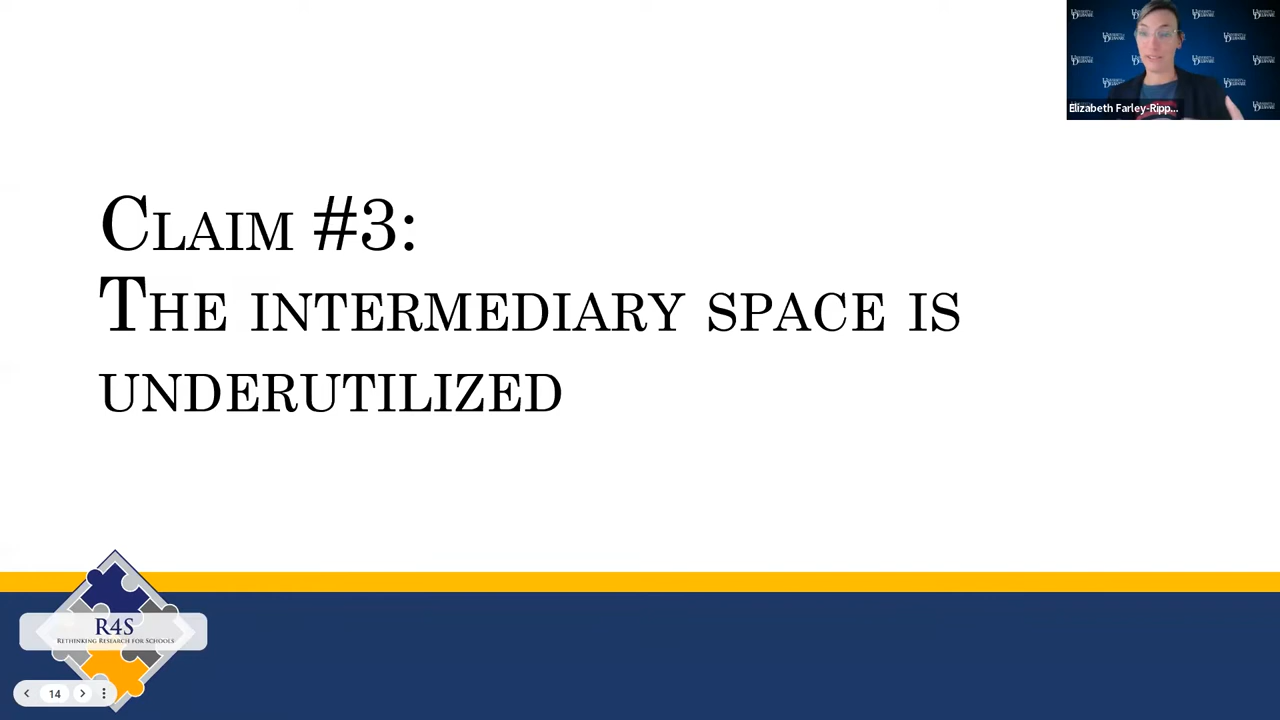 Elizabeth Farley-Ripp...
Claim #3:
The intermediary space is
underutilized
R4S
Rethinking Research for Schools
14